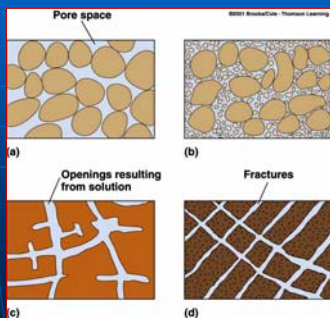 Pore space
©2001 Brooks/Cole - Thomson Learning
(a)
(b)
Openings resulting
from solution
Fractures
(c)
(d)